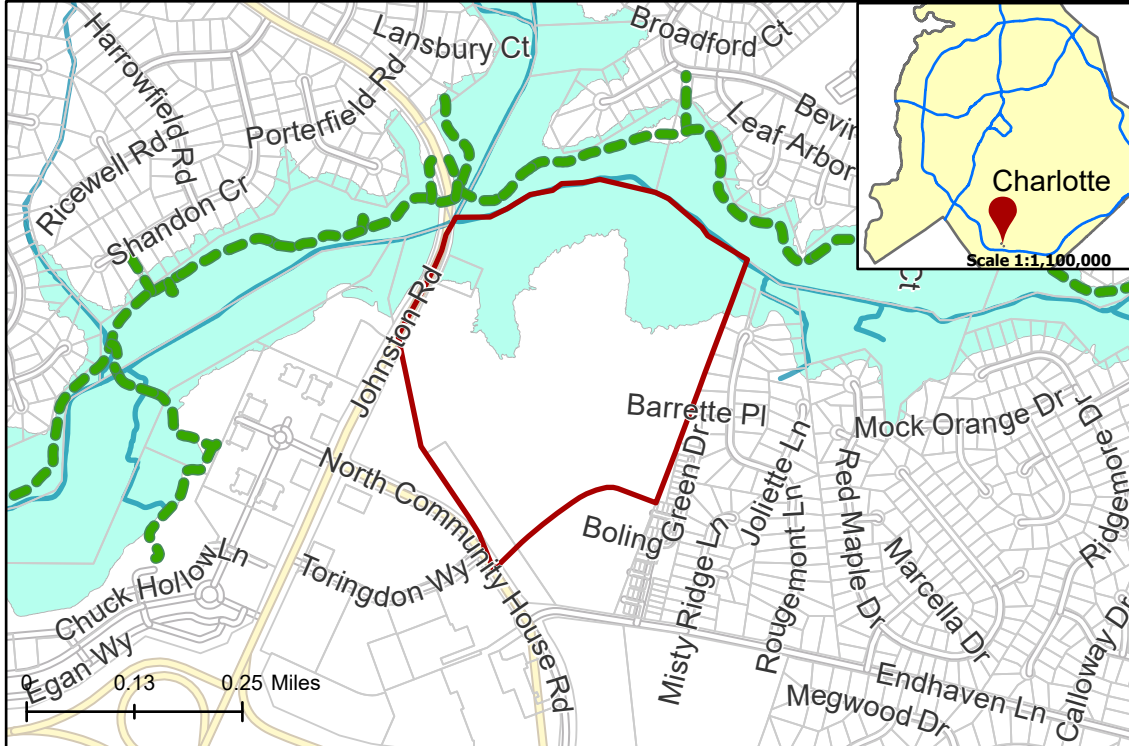 Harrowfield Rd
Lansbury Ct
Broadford Ct
Porterfield Rd
Leaf Arbor
Ricewell Rd
Shandon Cr
Charlotte
Scale 1:1,100,000
Ct
Johnston Rd
Barrette Pl
Mock Orange Dr
Ridgemore Dr
Green Dr
Joliette Ln
Rougemont Ln
Red Maple Dr
North Community House Rd
Boling
Marcella Dr
Toringdon Wy
Misty Ridge Ln
Chuck Hollow Ln
Egan Wy
Endhaven Ln
Calloway Dr
Megwood Dr
0 0.13 0.25 Miles